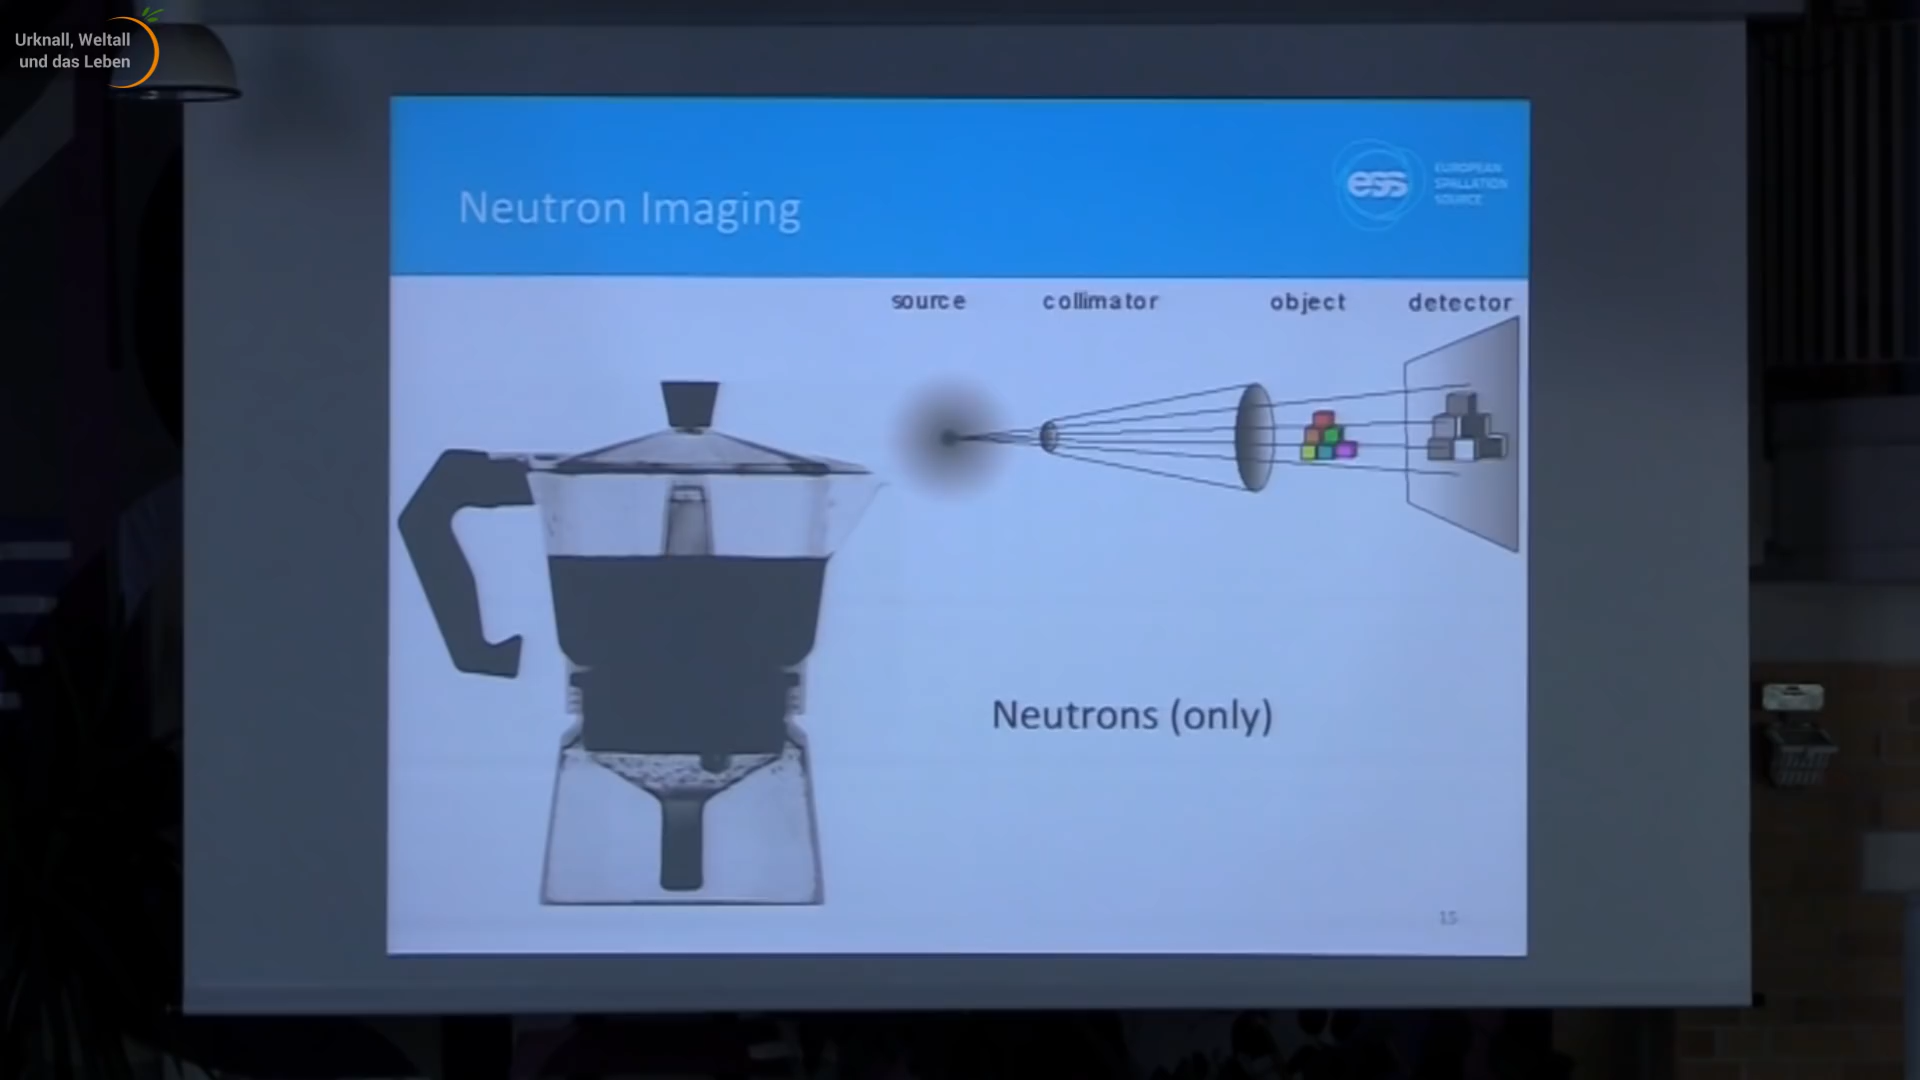 Urknall, Weltall
und das Leben
Neutron Imaging
ess
EUROPEAN
SPALLATION
SOURCE
source collimator object detector
Neutrons (only)
15